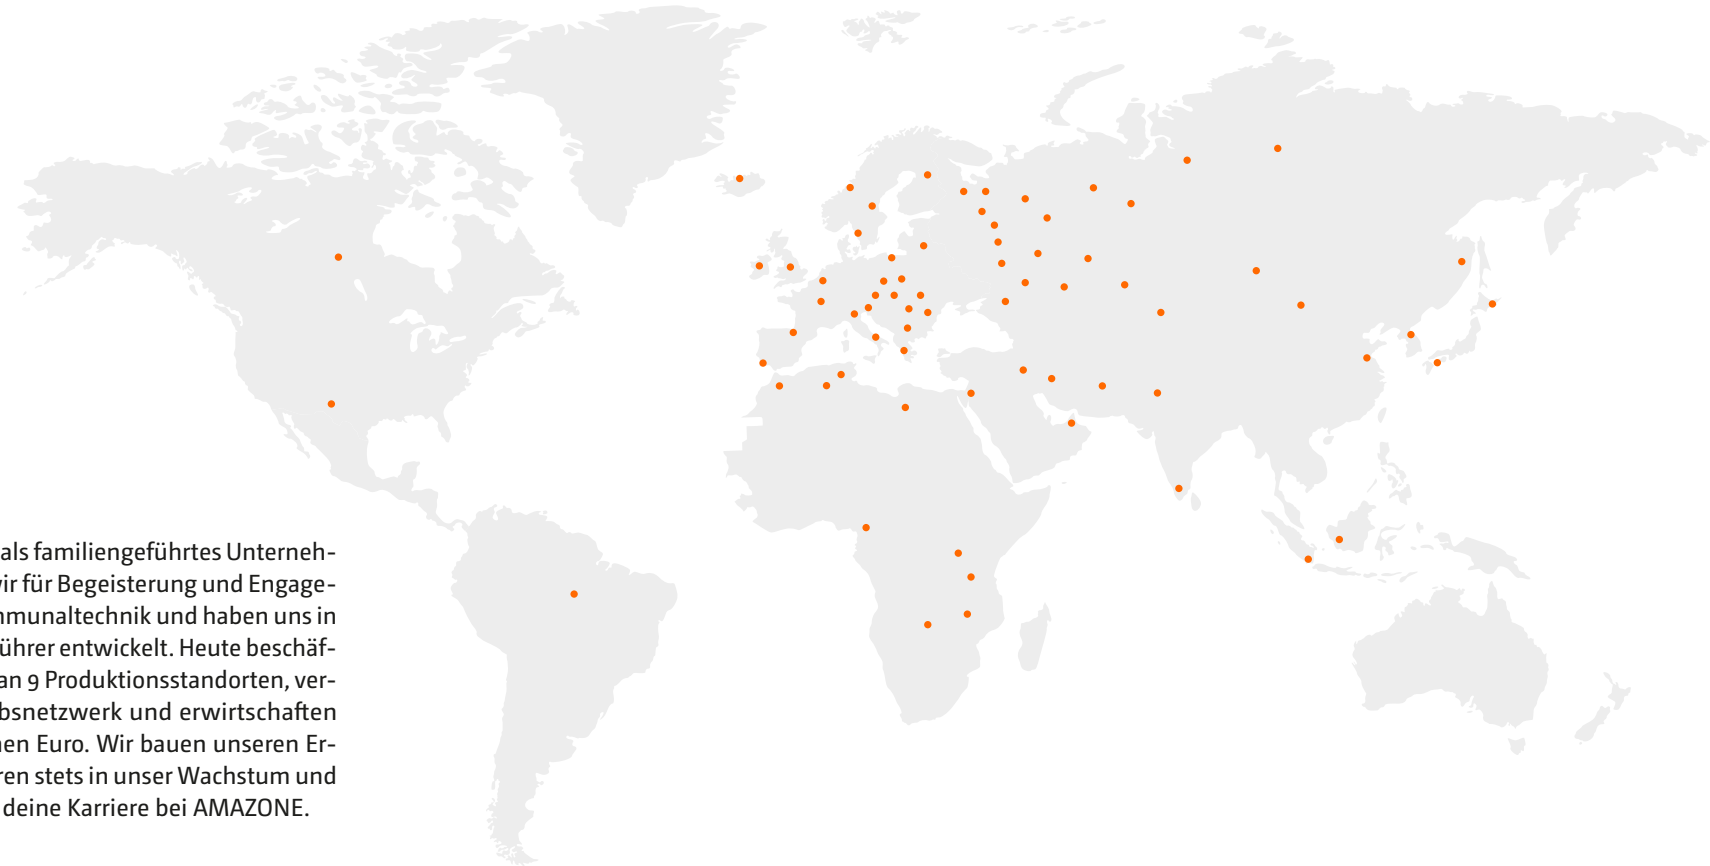 als familiengeführtes Unterneh-
wir für Begeisterung und Engage-
mmunaltechnik und haben uns in
ührer entwickelt. Heute beschäf-
an 9 Produktionsstandorten, ver-
bsnetzwerk und erwirtschaften
nen Euro. Wir bauen unseren Er-
ren stets in unser Wachstum und
deine Karriere bei AMAZONE.